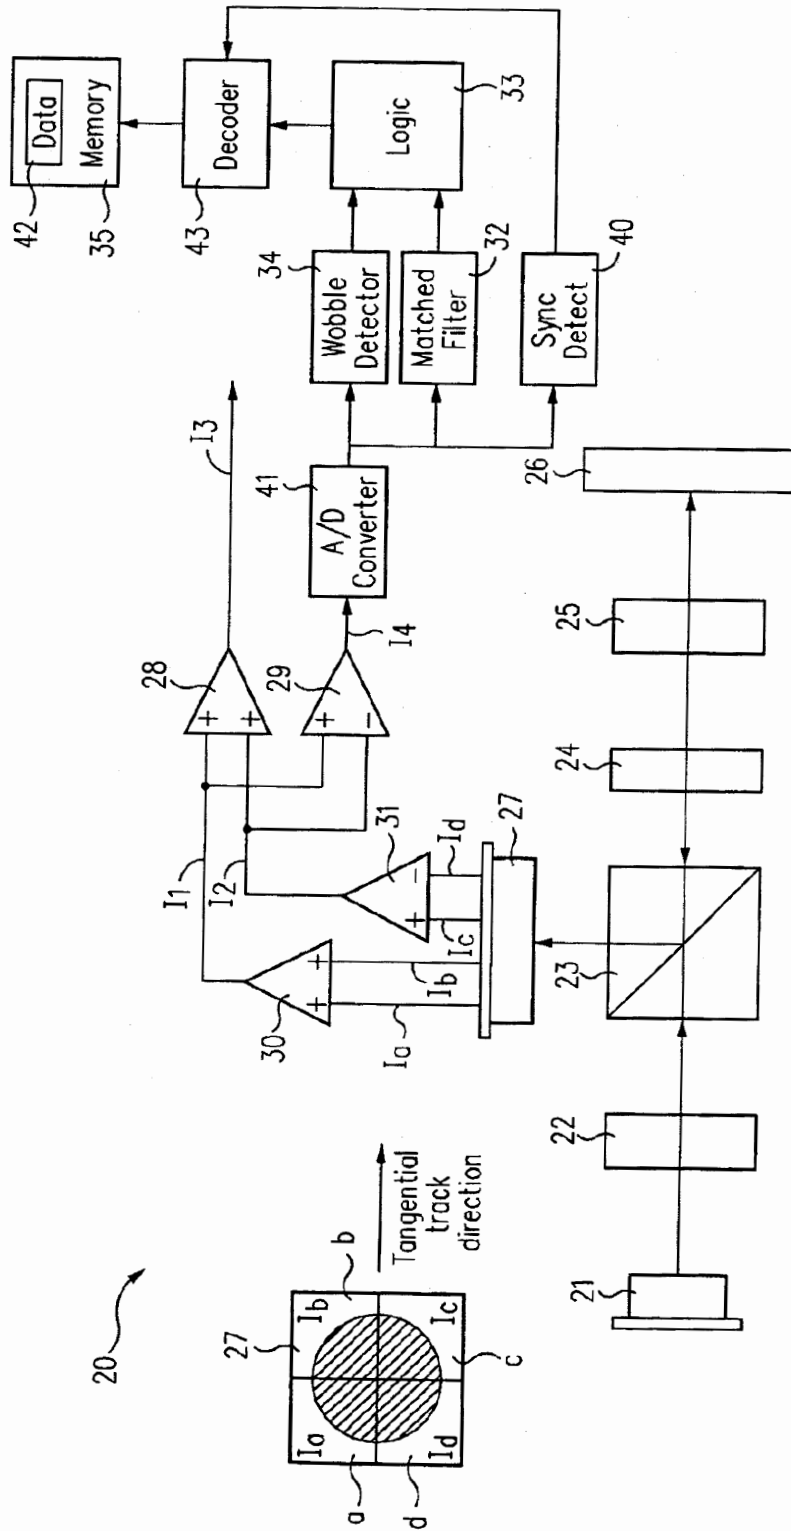 20
27
Ia
Ib
Ic
Id
a
b
c
d
Tangential
track
direction
I1
I2
I3
I4
28
+
+
29
+
-
30
+
+
Ia
Ib
31
+
-
Ic
Id
27
41
A/D
Converter
34
Wobble
Detector
Matched
Filter
32
Sync
Detect
40
Logic
33
Decoder
43
42
Data
Memory
35
21
22
23
24
25
26